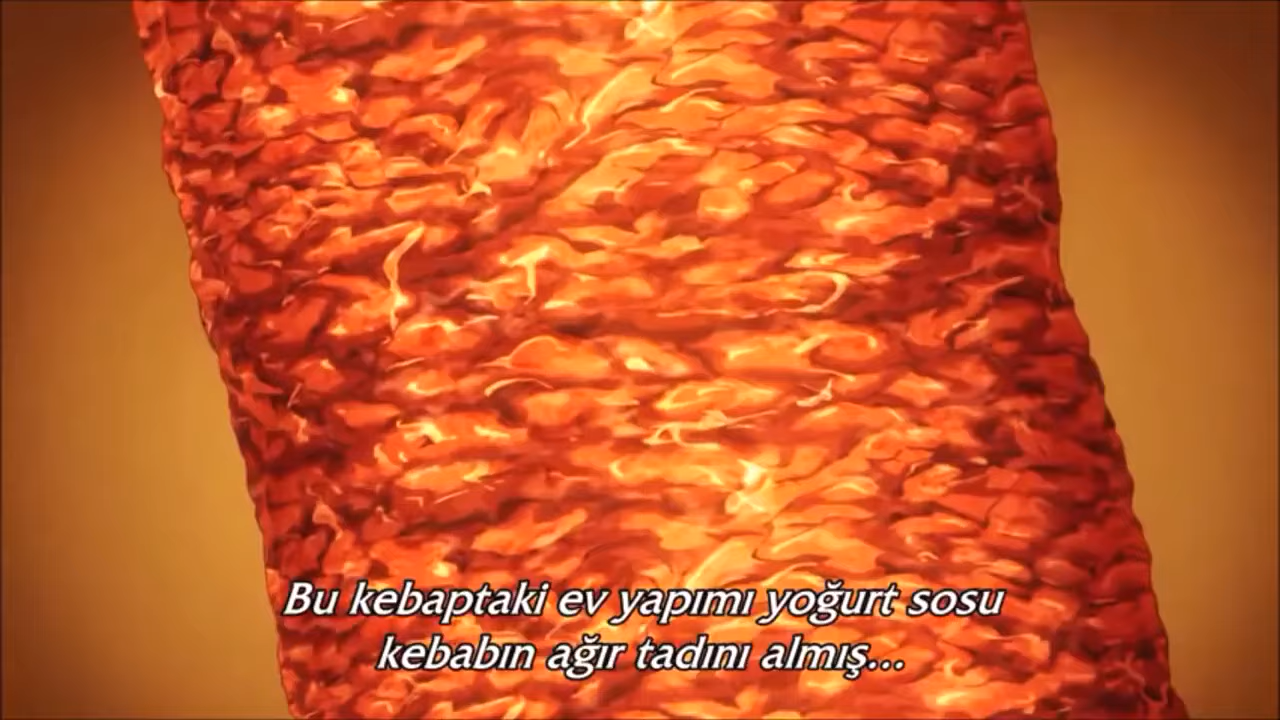 Bu kebaptaki ev yapımı yoğurt sosu
kebabın ağır tadını almış...